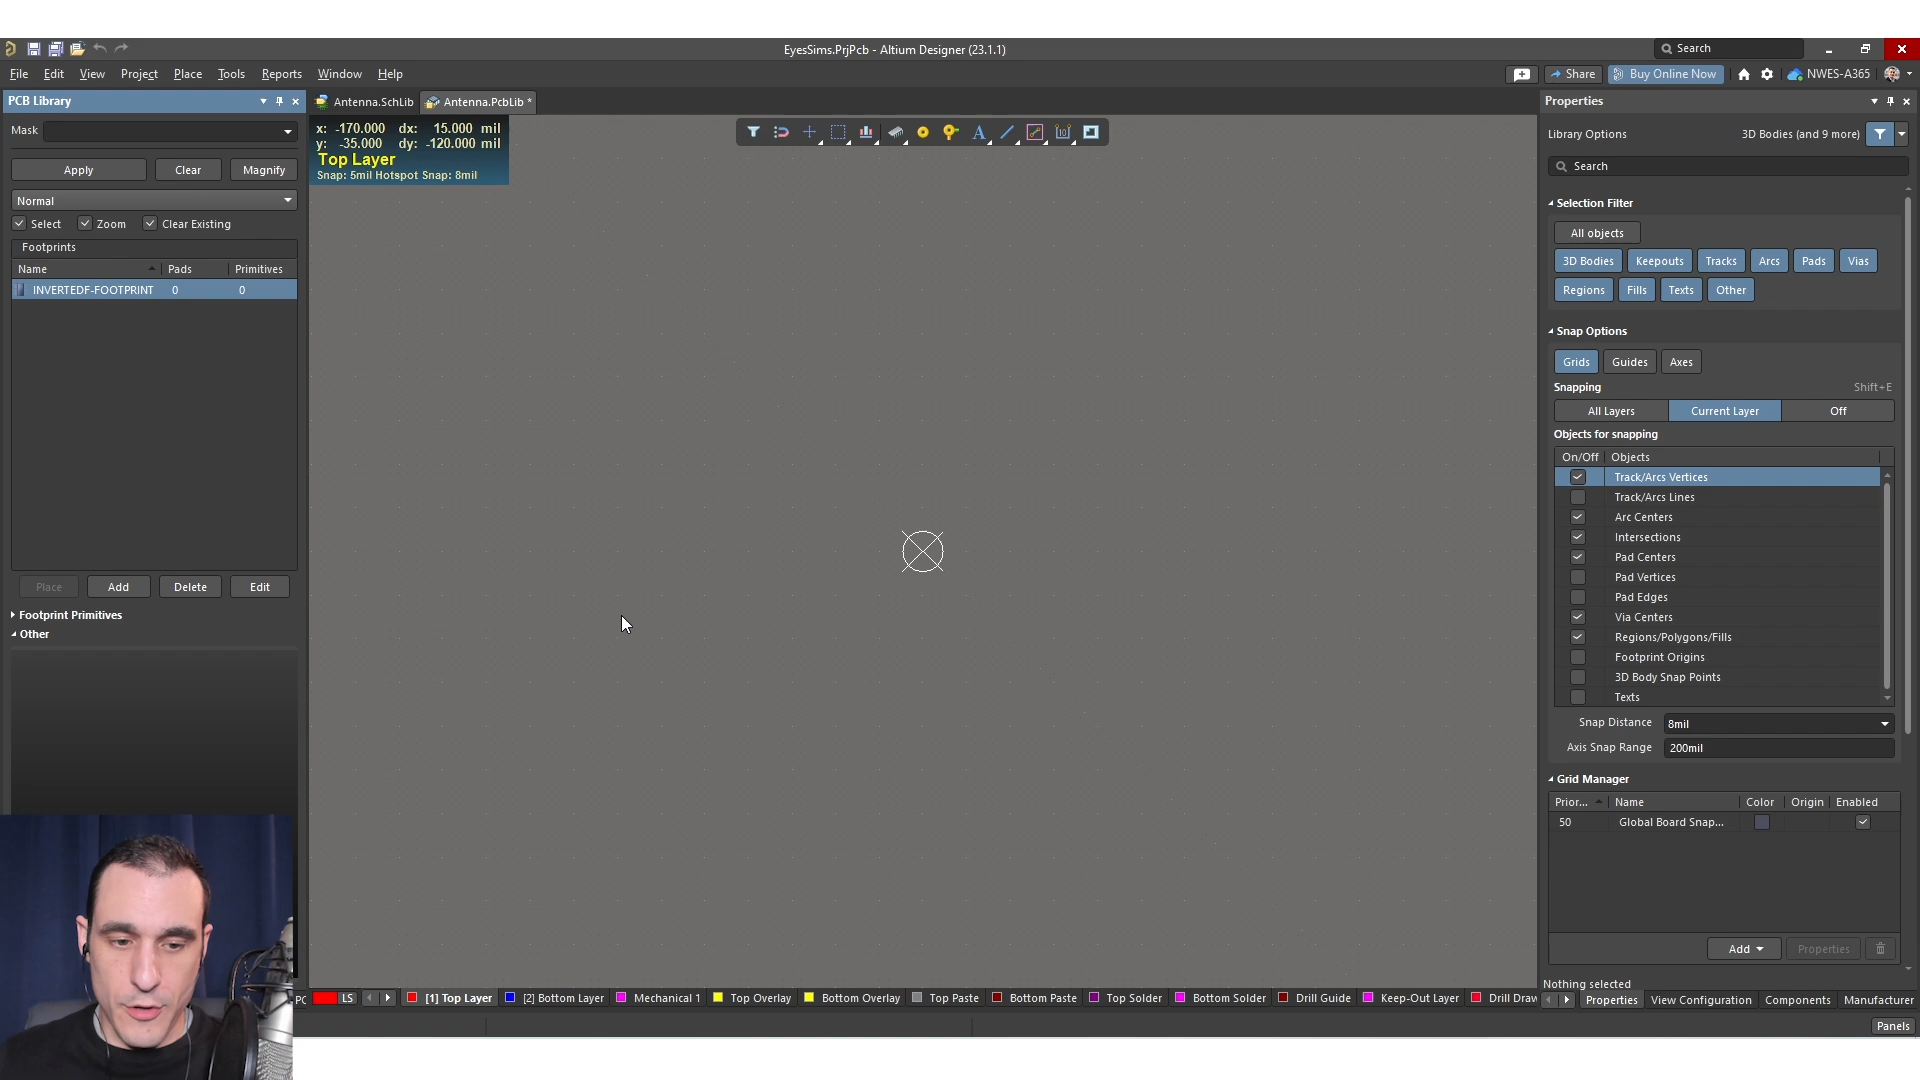 EyesSims.PrjPcb - Altium Designer (23.1.1)
Search
File Edit View Project Place Tools Reports Window Help
Share
Buy Online Now
NWES-A365
PCB Library
Mask
Apply
Clear
Magnify
Normal
Select
Zoom
Clear Existing
Footprints
Name Pads Primitives
INVERTEDF-FOOTPRINT 0 0
Place
Add
Delete
Edit
Footprint Primitives
Other
Antenna.SchLib
Antenna.PcbLib *
x: -170.000 dx: 15.000 mil
y: -35.000 dy: -120.000 mil
Top Layer
Snap: 5mil Hotspot Snap: 8mil
A
10
Properties
Library Options
3D Bodies (and 9 more)
Search
Selection Filter
All objects
3D Bodies Keepouts Tracks Arcs Pads Vias
Regions Fills Texts Other
Snap Options
Grids Guides Axes
Snapping Shift+E
All Layers Current Layer Off
Objects for snapping
On/Off Objects
Track/Arcs Vertices
Track/Arcs Lines
Arc Centers
Intersections
Pad Centers
Pad Vertices
Pad Edges
Via Centers
Regions/Polygons/Fills
Footprint Origins
3D Body Snap Points
Texts
Snap Distance 8mil
Axis Snap Range 200mil
Grid Manager
Prior... Name Color Origin Enabled
50 Global Board Snap...
Add
Properties
Nothing selected
PC
LS
[1] Top Layer
[2] Bottom Layer
Mechanical 1
Top Overlay
Bottom Overlay
Top Paste
Bottom Paste
Top Solder
Bottom Solder
Drill Guide
Keep-Out Layer
Drill Draw
Properties View Configuration Components Manufacturer
Panels